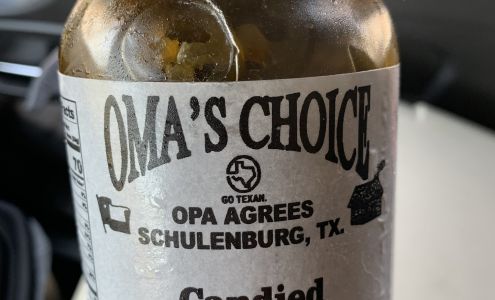 OMA'S CHOICE
GO TEXAN.
OPA AGREES
SCHULENBURG, TX.
Candied